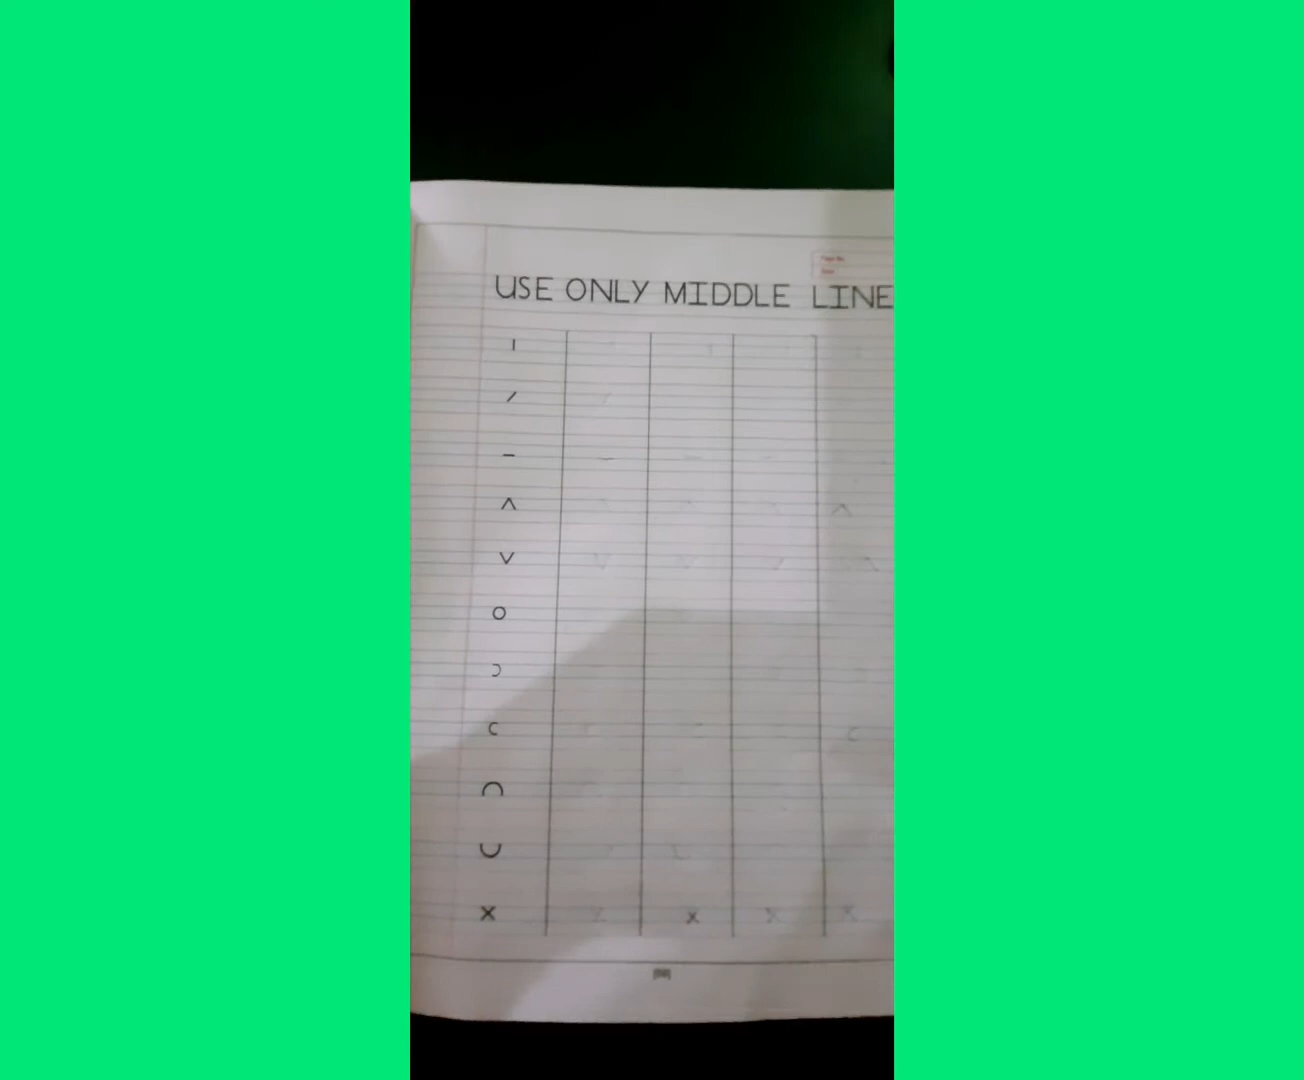 USE ONLY MIDDLE LINE
I
/
-
^
V
O
Ɔ
C
∩
U
X X X X X